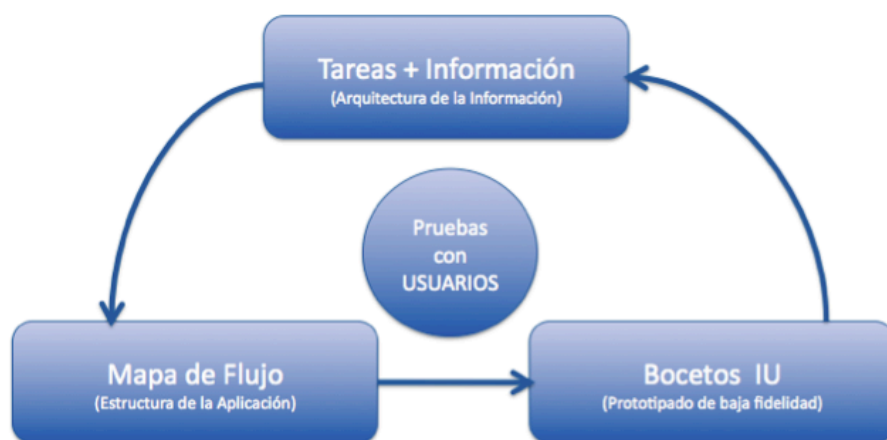 Tareas + Información
(Arquitectura de la Información)
Pruebas
con
USUARIOS
Mapa de Flujo
(Estructura de la Aplicación)
Bocetos IU
(Prototipado de baja fidelidad)